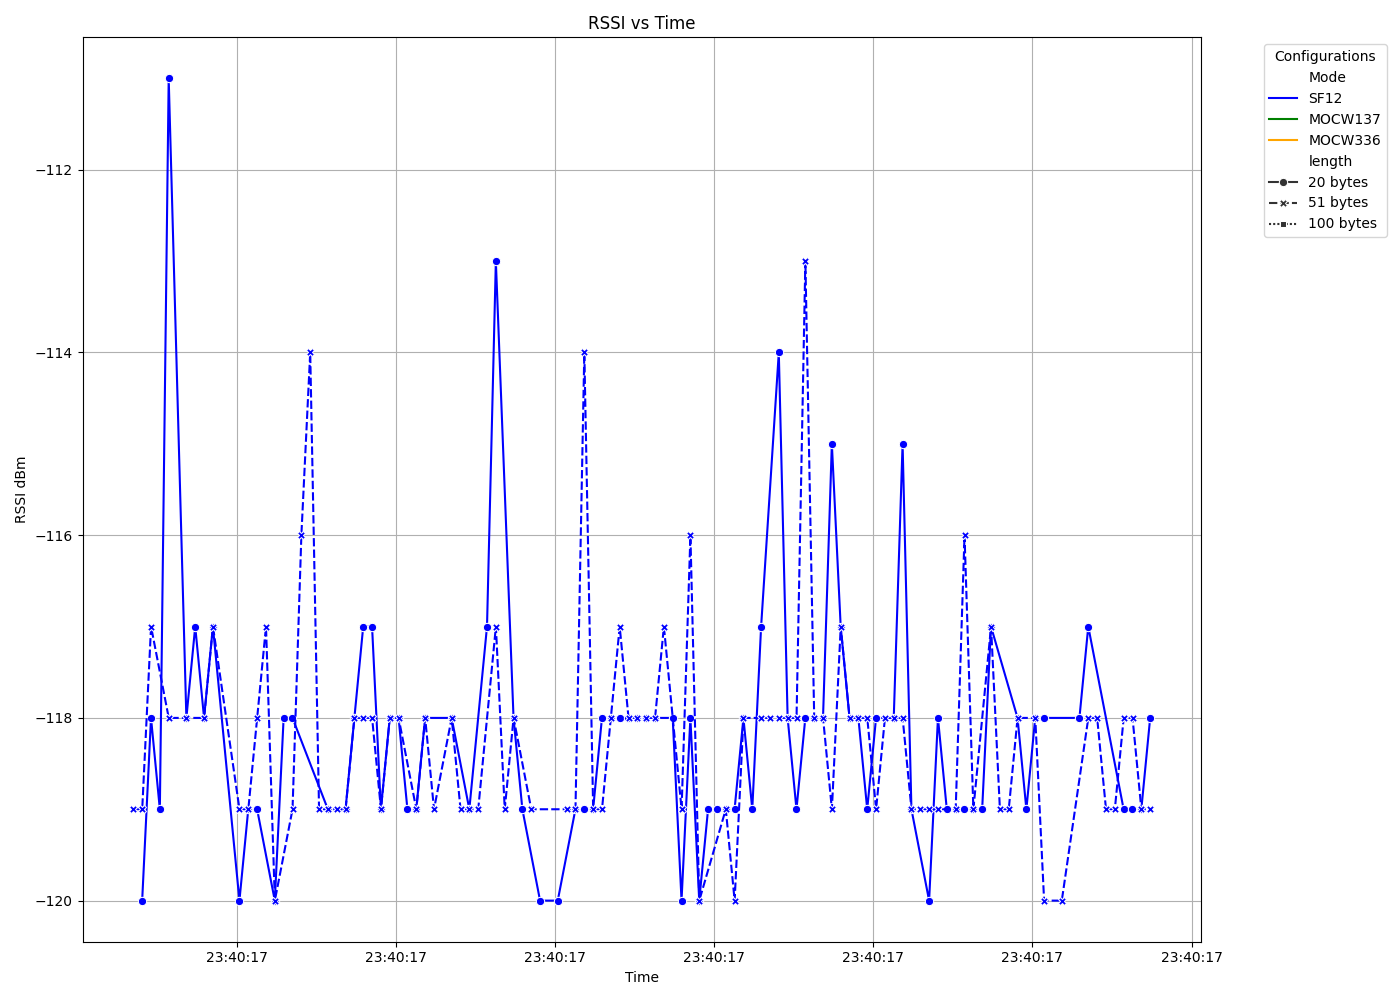 RSSI vs Time
Configurations
Mode
SF12
MOCW137
MOCW336
length
20 bytes
51 bytes
100 bytes
RSSI dBm
−112
−114
−116
−118
−120
23:40:17 23:40:17 23:40:17 23:40:17 23:40:17 23:40:17 23:40:17
Time